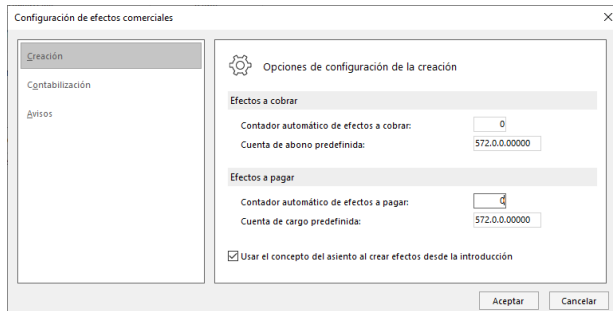 Configuración de efectos comerciales
Creación
Contabilización
Avisos
Opciones de configuración de la creación
Efectos a cobrar
Contador automático de efectos a cobrar: 0
Cuenta de abono predefinida: 572.0.0.00000
Efectos a pagar
Contador automático de efectos a pagar: 0
Cuenta de cargo predefinida: 572.0.0.00000
Usar el concepto del asiento al crear efectos desde la introducción
Aceptar Cancelar